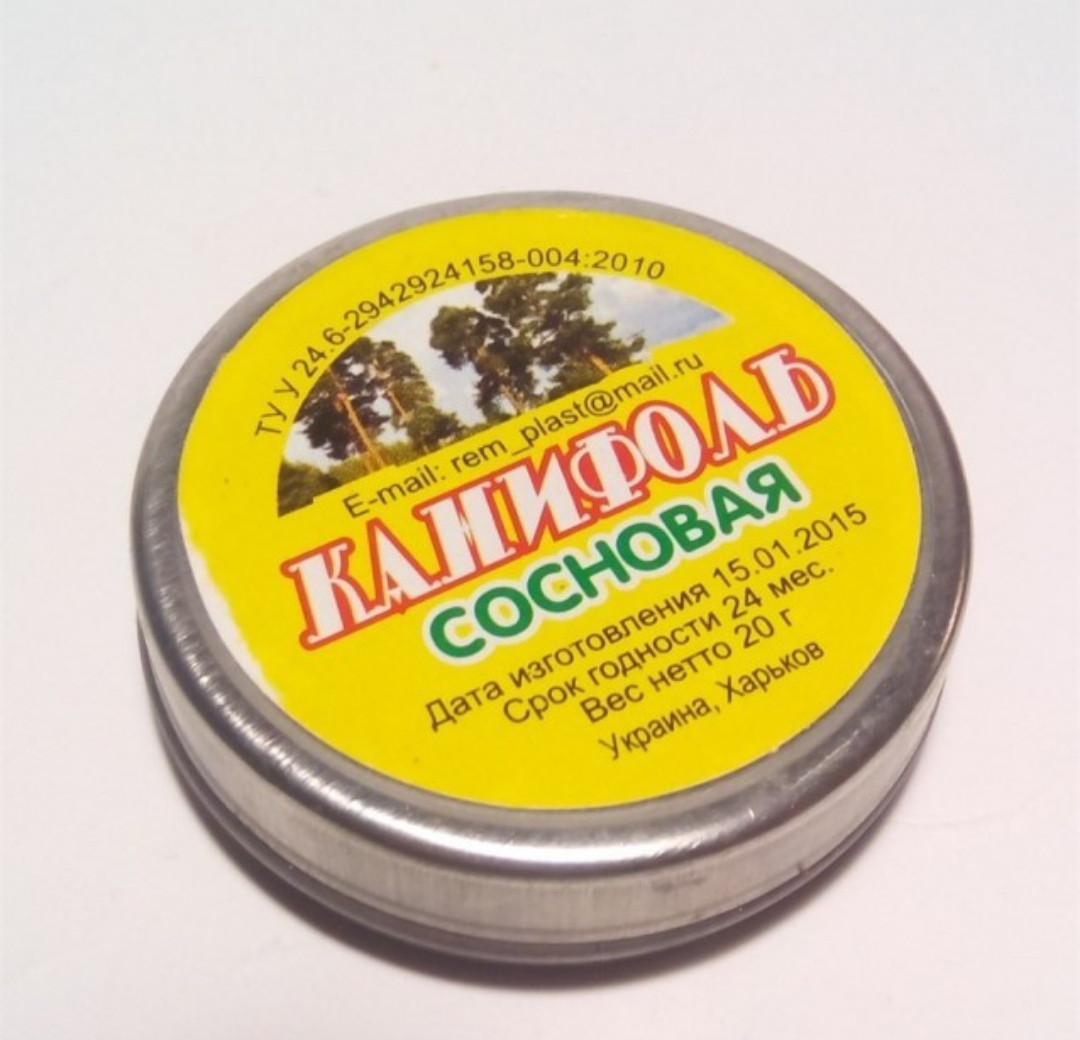 ТУ У 24.6-2942924158-004:2010
E-mail: rem_plast@mail.ru
КАНИФОЛЬ
СОСНОВАЯ
Дата изготовления 15.01.2015
Срок годности 24 мес.
Вес нетто 20 г
Украина, Харьков